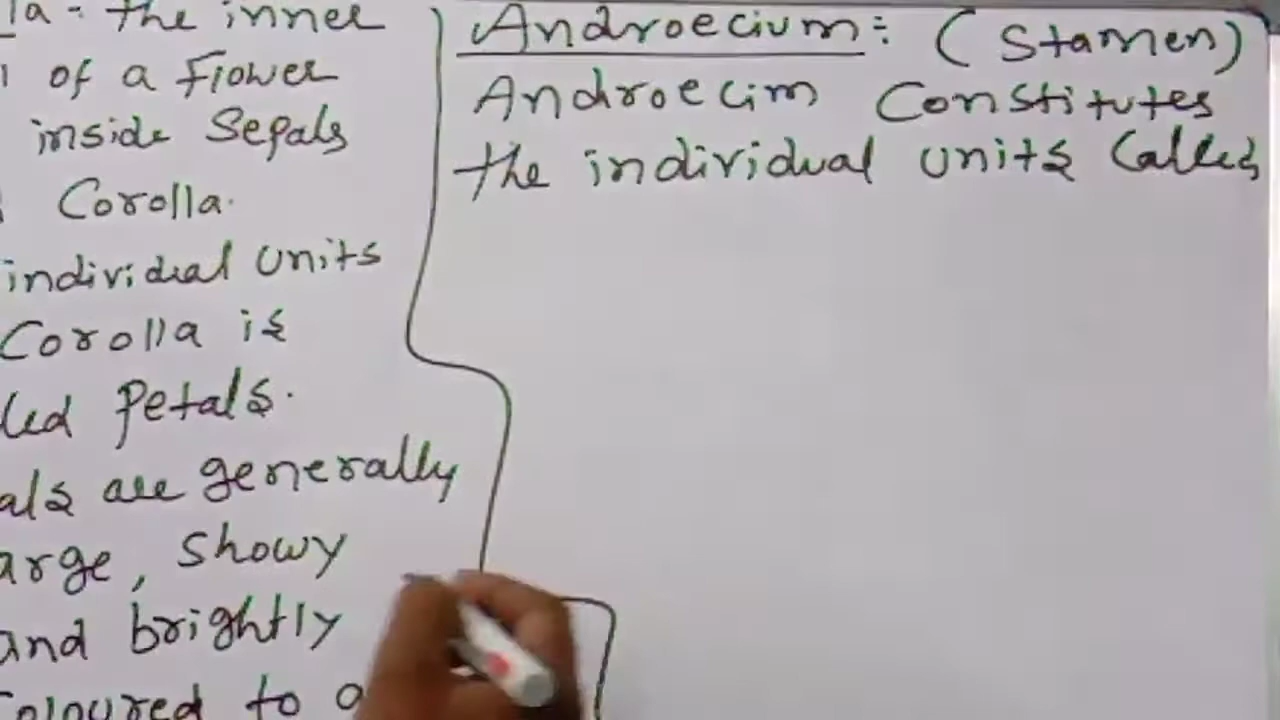 la - the inner
of a Flower
inside Sepals
Corolla.
individual units
Corolla is
led Petals.
als are generally
arge, showy
and brightly
coloured to a
Androecium: (Stamen)
Androecim Constitutes
the individual units Called